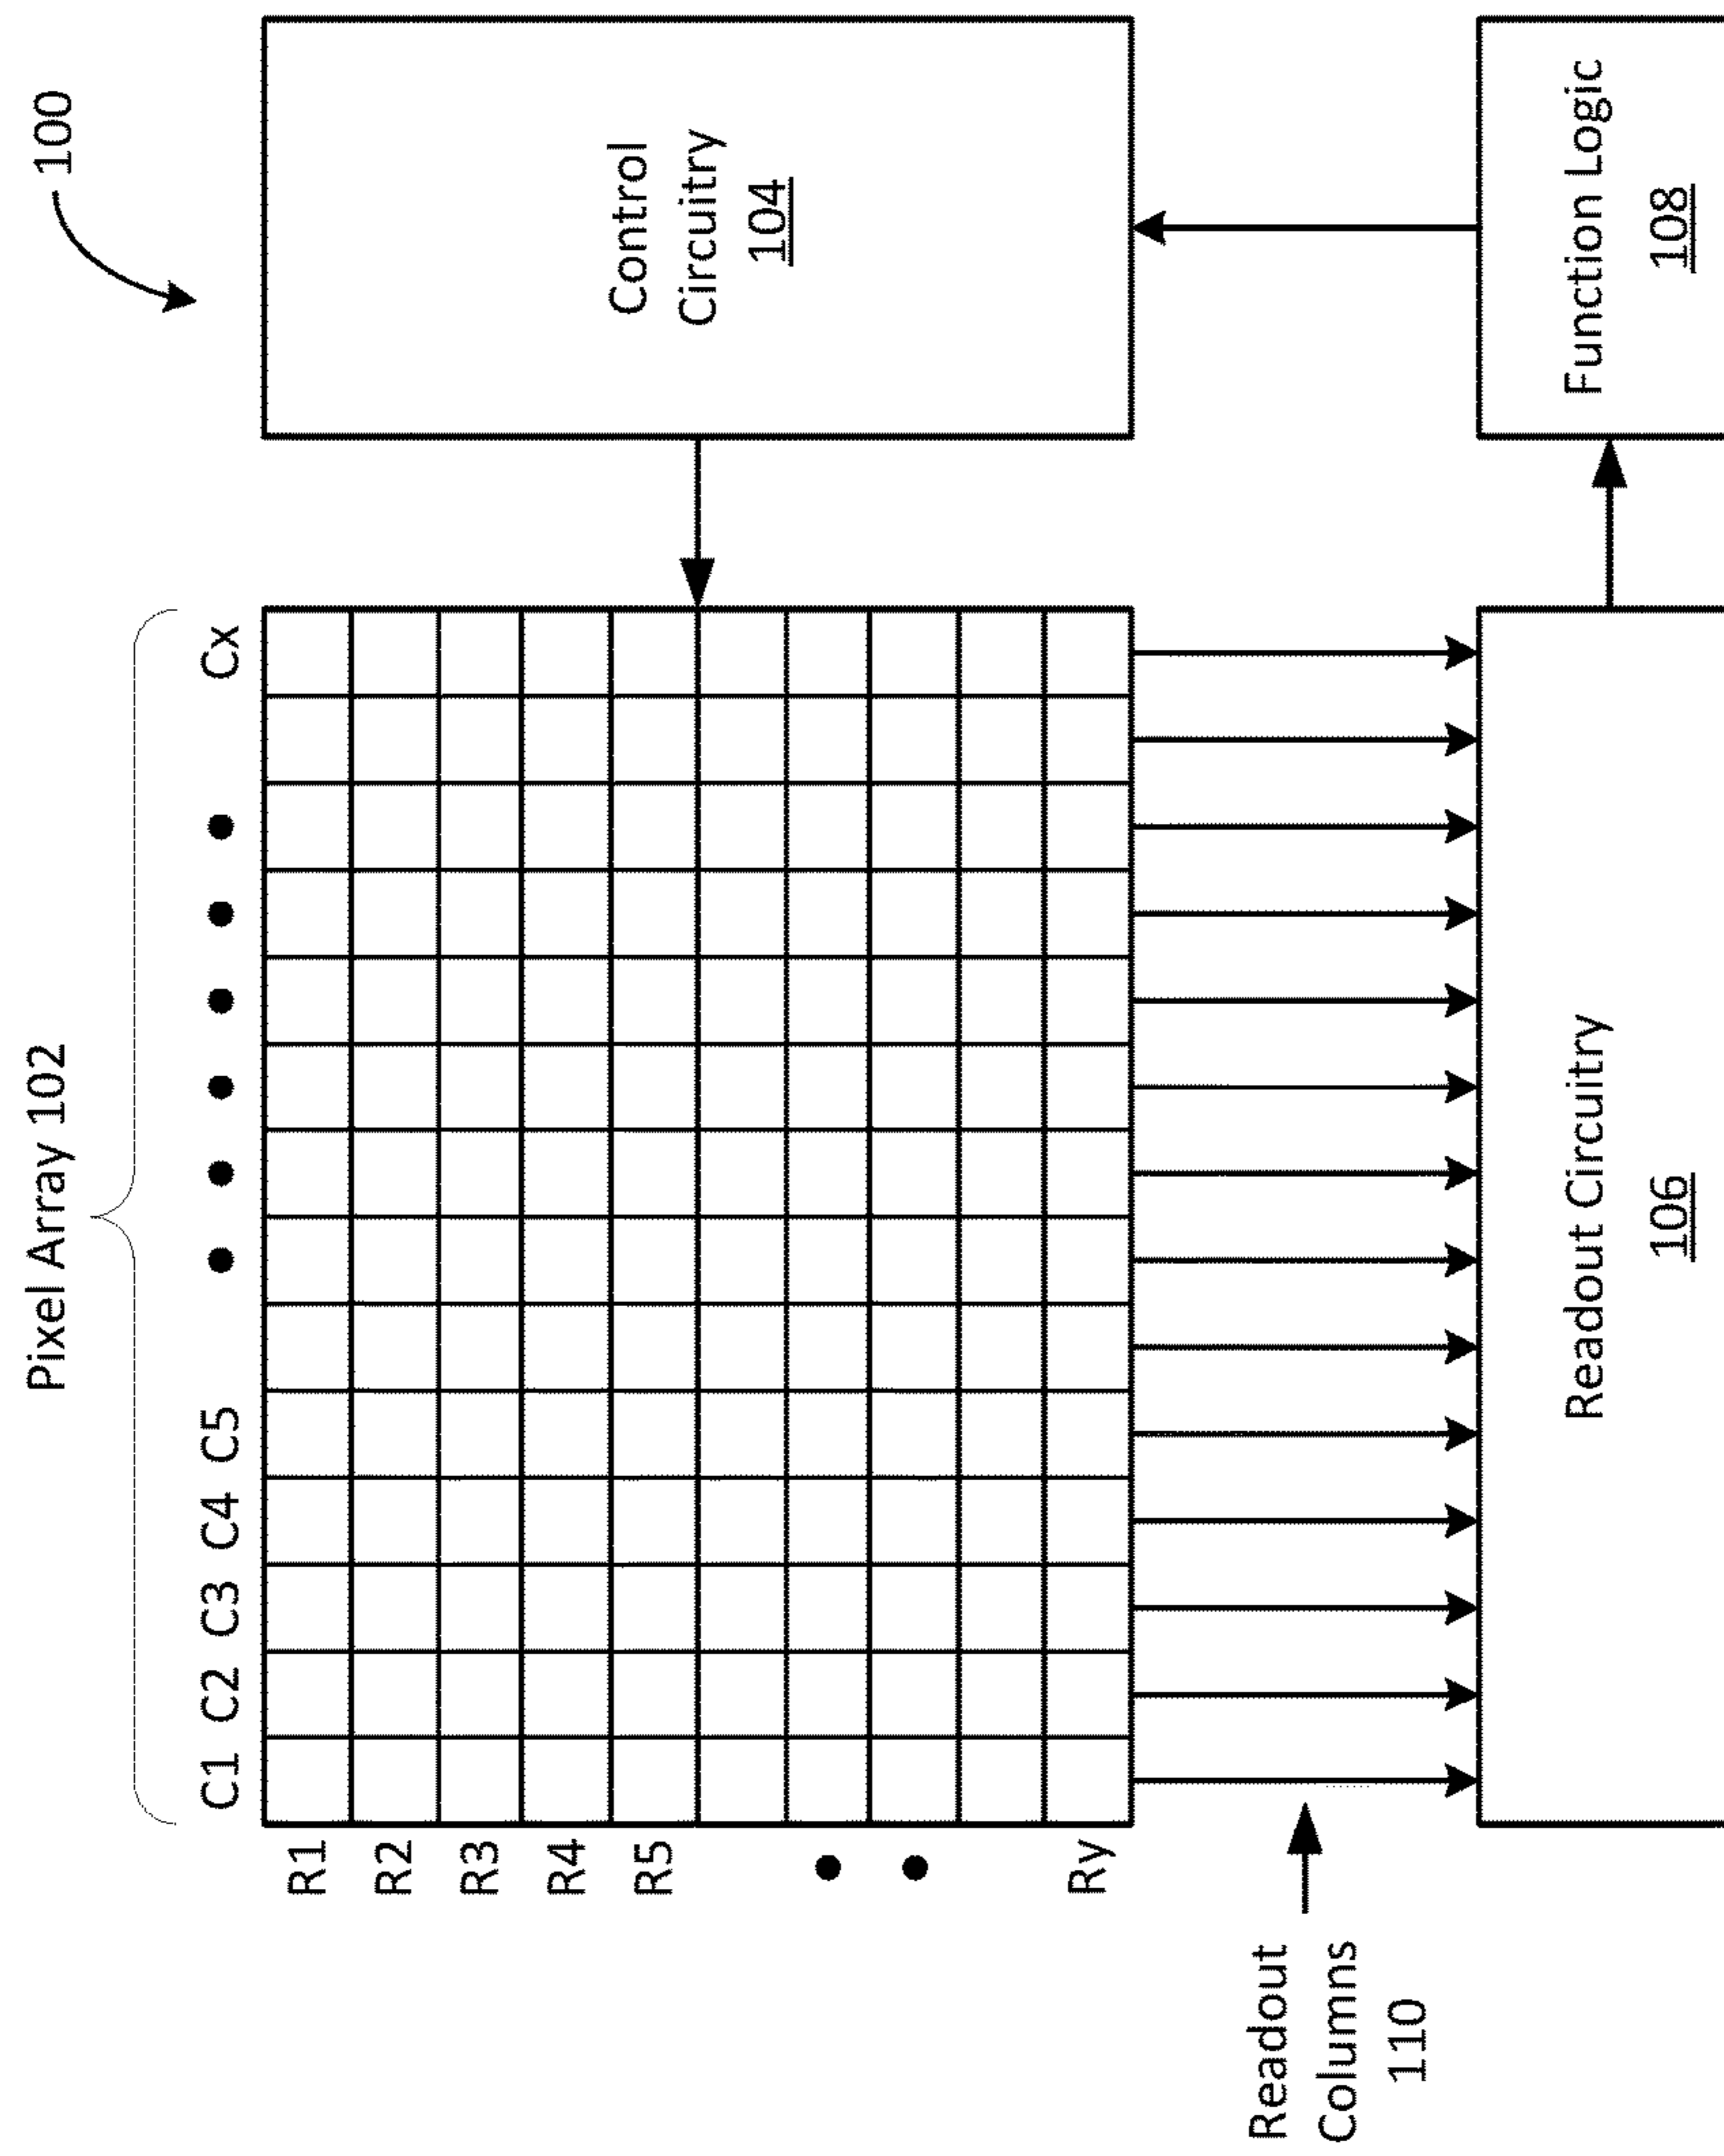 100
Pixel Array 102
C1 C2 C3 C4 C5 • • • • • • Cx
R1
R2
R3
R4
R5
•
•
Ry
Control
Circuitry
104
Readout
Columns
110
Readout Circuitry
106
Function Logic
108